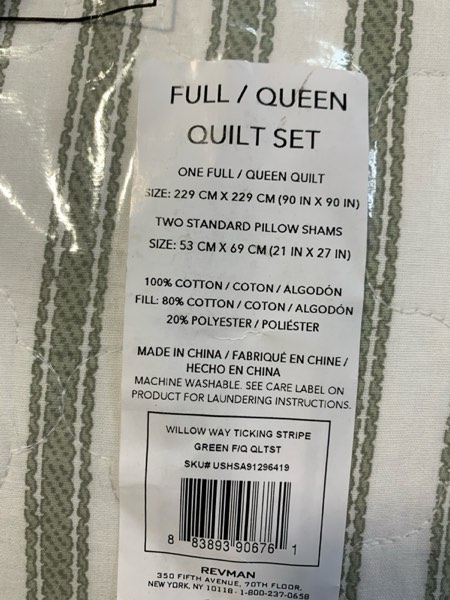 FULL / QUEEN
QUILT SET
ONE FULL / QUEEN QUILT
SIZE: 229 CM X 229 CM (90 IN X 90 IN)
TWO STANDARD PILLOW SHAMS
SIZE: 53 CM X 69 CM (21 IN X 27 IN)
100% COTTON / COTON / ALGODÓN
FILL: 80% COTTON / COTON / ALGODÓN
20% POLYESTER / POLIÉSTER
MADE IN CHINA / FABRIQUÉ EN CHINE /
HECHO EN CHINA
MACHINE WASHABLE. SEE CARE LABEL ON
PRODUCT FOR LAUNDERING INSTRUCTIONS.
WILLOW WAY TICKING STRIPE
GREEN F/Q QLTST
SKU# USHSA91296419
8 83893 90676 1
REVMAN
350 FIFTH AVENUE, 70TH FLOOR,
NEW YORK, NY 10118 . 1-800-237-0658